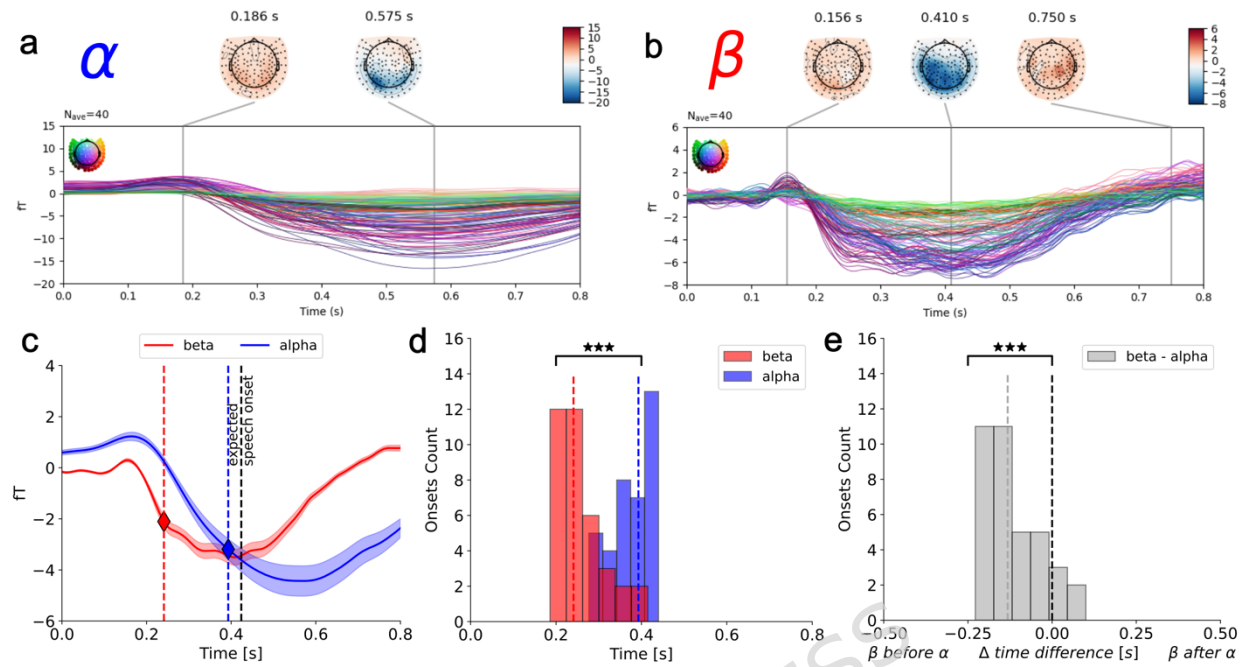 a
α
0.186 s
0.575 s
15
10
5
0
-5
-10
-15
-20
N_ave=40
15
10
5
0
-5
-10
-15
-20
fT
0.0 0.1 0.2 0.3 0.4 0.5 0.6 0.7 0.8
Time (s)
b
β
0.156 s
0.410 s
0.750 s
6
4
2
0
-2
-4
-6
-8
N_ave=40
6
4
2
0
-2
-4
-6
-8
fT
0.0 0.1 0.2 0.3 0.4 0.5 0.6 0.7 0.8
Time (s)
c
beta
alpha
4
2
0
−2
−4
−6
fT
expected
speech onset
0.0 0.2 0.4 0.6 0.8
Time [s]
d
★★★
beta
alpha
16
14
12
10
8
6
4
2
0
Onsets Count
0.0 0.2 0.4 0.6 0.8
Time [s]
e
★★★
beta - alpha
16
14
12
10
8
6
4
2
0
Onsets Count
−0.50 −0.25 0.00 0.25 0.50
β before α Δ time difference [s] β after α